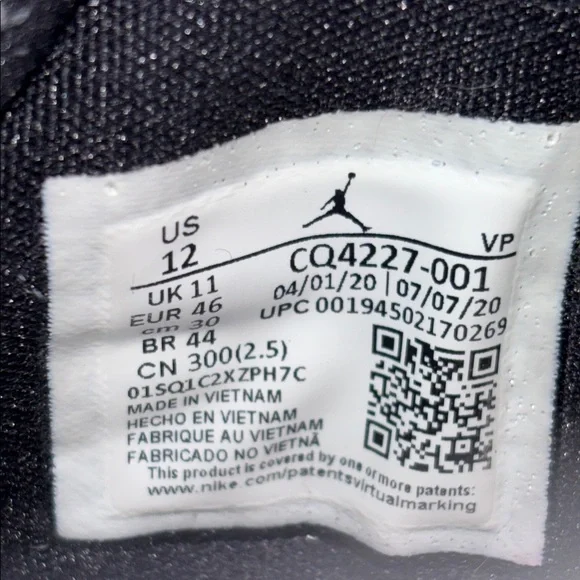 US
12
UK 11
EUR 46
cm 30
BR 44
CN 300(2.5)
01SQ1C2XZPH7C
VP
CQ4227-001
04/01/20 | 07/07/20
UPC 00194502170269
MADE IN VIETNAM
HECHO EN VIETNAM
FABRIQUE AU VIETNAM
FABRICADO NO VIETNÃ
This product is covered by one or more patents:
www.nike.com/patentsvirtualmarking